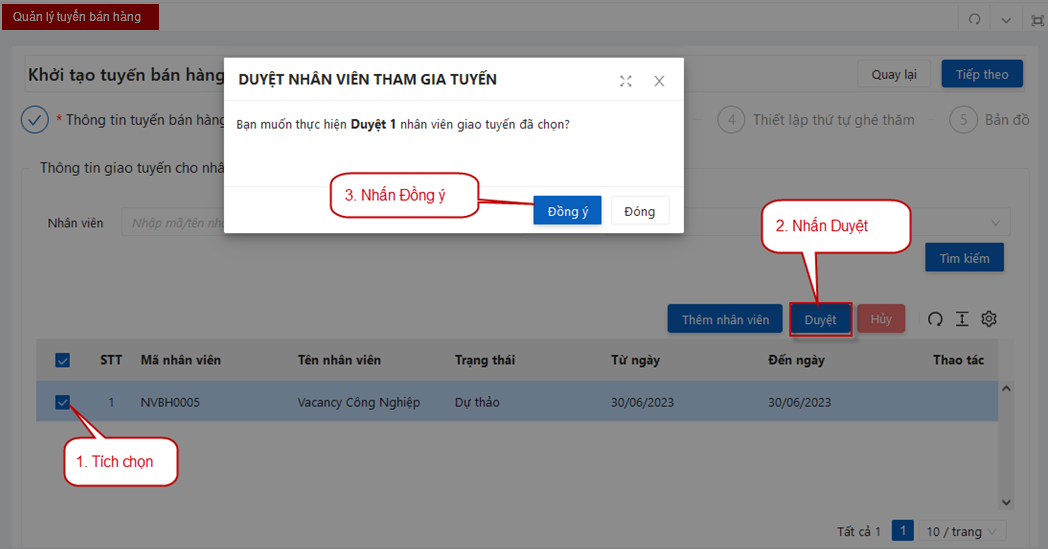 Quản lý tuyến bán hàng
Khởi tạo tuyến bán hàng
Quay lại
Tiếp theo
DUYỆT NHÂN VIÊN THAM GIA TUYẾN
* Thông tin tuyến bán hàng
4
Thiết lập thứ tự ghé thăm
5
Bản đồ
Bạn muốn thực hiện Duyệt 1 nhân viên giao tuyến đã chọn?
Thông tin giao tuyến cho
3. Nhấn Đồng ý
Đồng ý
Đóng
Nhân viên
Nhập mã/tên
2. Nhấn Duyệt
Tìm kiếm
Thêm nhân viên
Duyệt
Hủy
STT
Mã nhân viên
Tên nhân viên
Trạng thái
Từ ngày
Đến ngày
Thao tác
1
NVBH0005
Vacancy Công Nghiệp
Dự thảo
30/06/2023
30/06/2023
1. Tích chọn
Tất cả 1
1
10 / trang